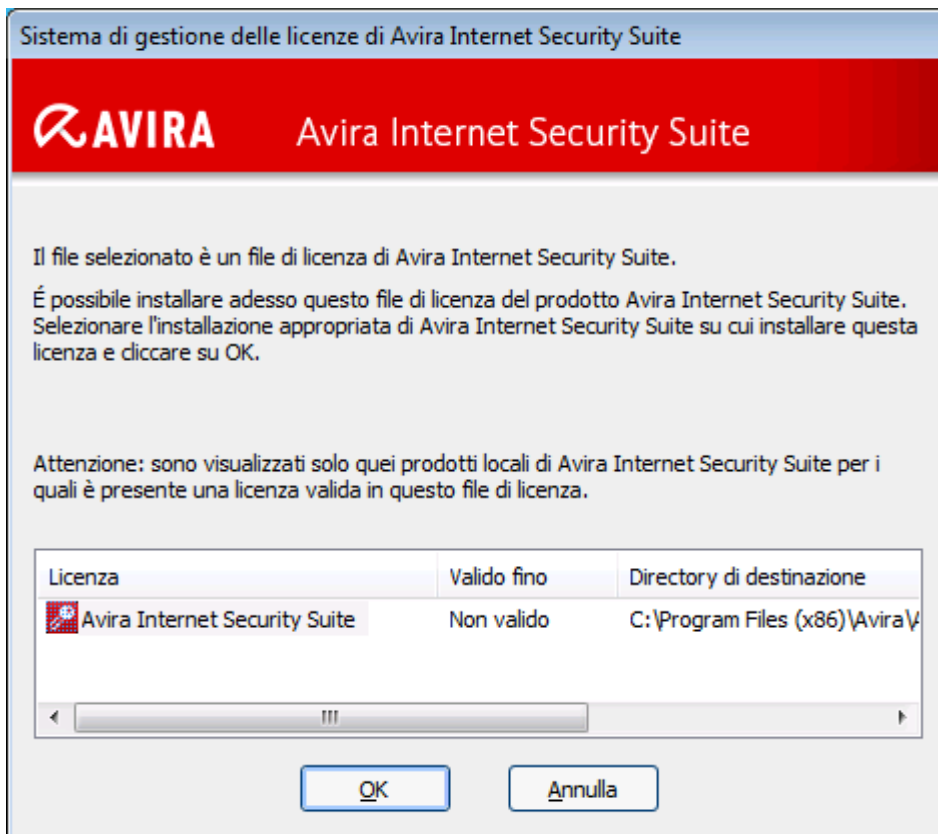 Sistema di gestione delle licenze di Avira Internet Security Suite
AVIRA Avira Internet Security Suite
Il file selezionato è un file di licenza di Avira Internet Security Suite.
É possibile installare adesso questo file di licenza del prodotto Avira Internet Security Suite.
Selezionare l'installazione appropriata di Avira Internet Security Suite su cui installare questa
licenza e cliccare su OK.
Attenzione: sono visualizzati solo quei prodotti locali di Avira Internet Security Suite per i
quali è presente una licenza valida in questo file di licenza.
Licenza Valido fino Directory di destinazione
Avira Internet Security Suite Non valido C:\Program Files (x86)\Avira\A
OK Annulla